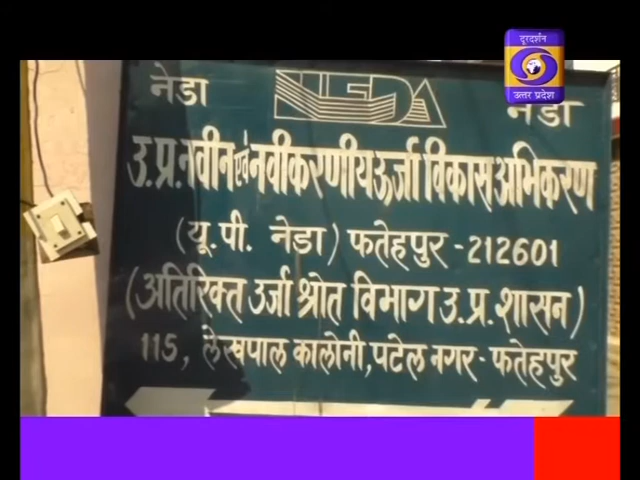 दूरदर्शन
उत्तर प्रदेश
नेडा NEDA नेडा
उ.प्र.नवीन एवं नवीकरणीय ऊर्जा विकास अभिकरण
(यू.पी. नेडा) फतेहपुर -212601
(अतिरिक्त उर्जा श्रोत विभाग उ.प्र.शासन)
115, लेखपाल कालोनी,पटेल नगर-फतेहपुर